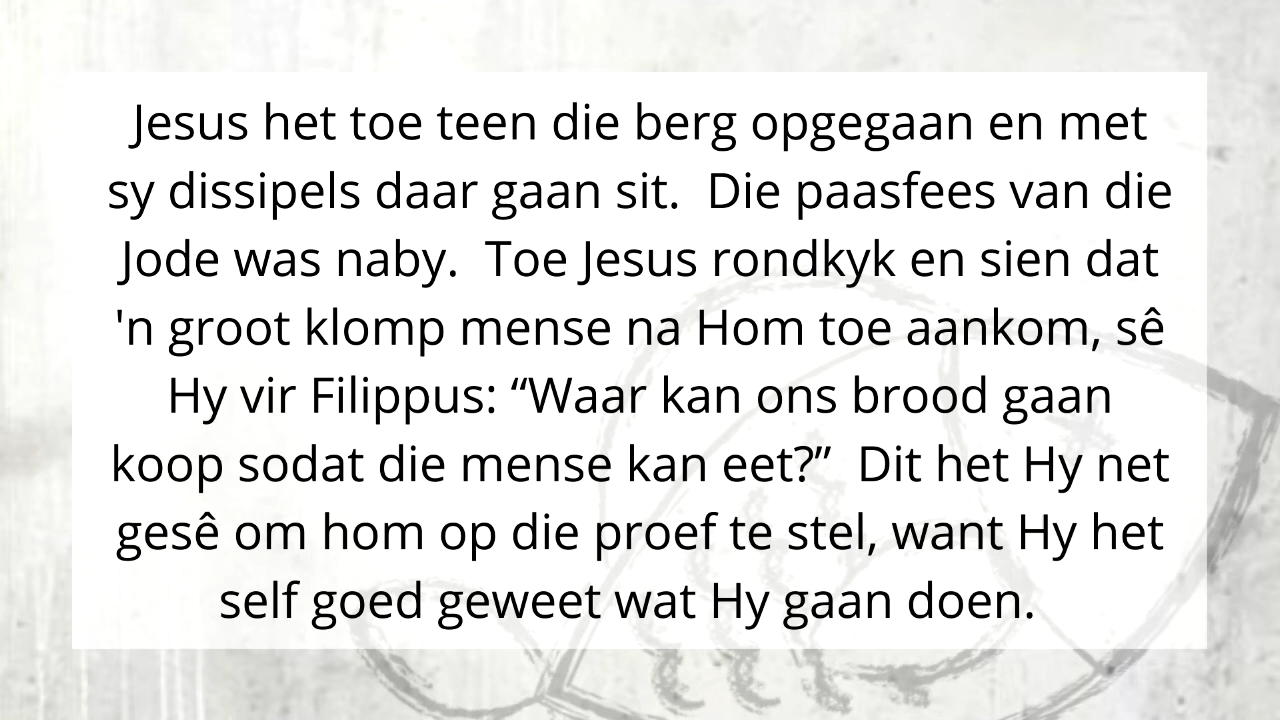 Jesus het toe teen die berg opgegaan en met
sy dissipels daar gaan sit.  Die paasfees van die
Jode was naby.  Toe Jesus rondkyk en sien dat
'n groot klomp mense na Hom toe aankom, sê
Hy vir Filippus: “Waar kan ons brood gaan
koop sodat die mense kan eet?”  Dit het Hy net
gesê om hom op die proef te stel, want Hy het
self goed geweet wat Hy gaan doen.